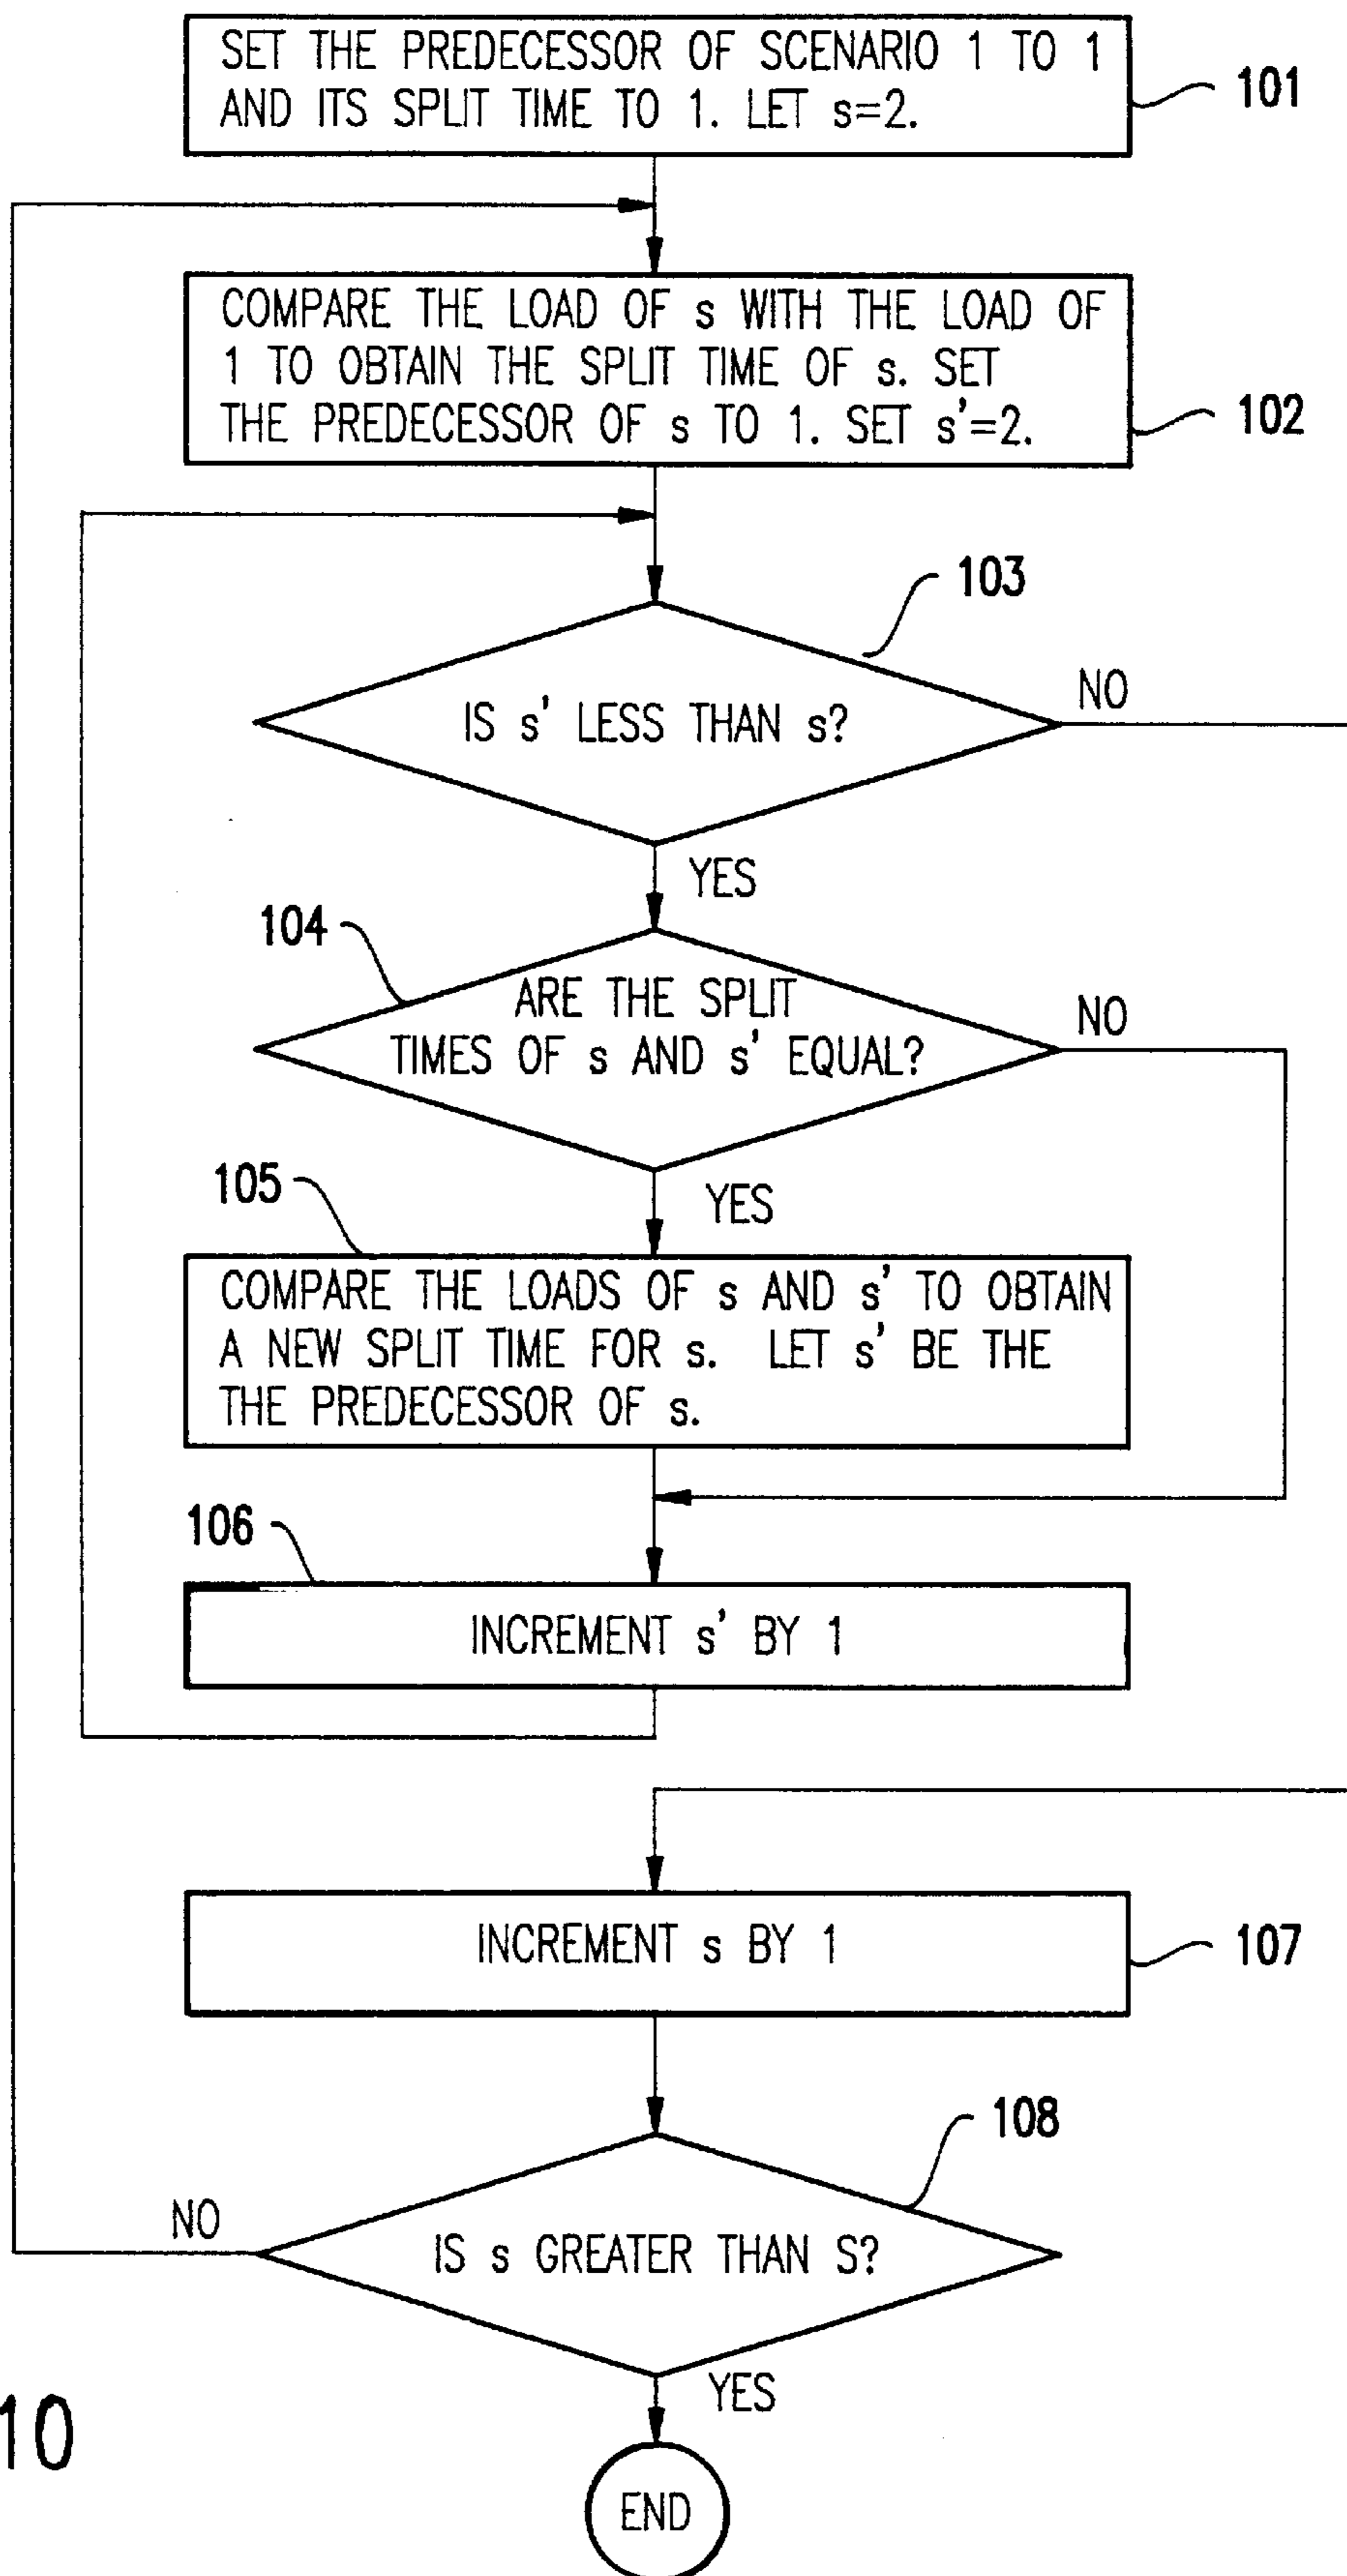 SET THE PREDECESSOR OF SCENARIO 1 TO 1
AND ITS SPLIT TIME TO 1. LET s=2.
101
COMPARE THE LOAD OF s WITH THE LOAD OF
1 TO OBTAIN THE SPLIT TIME OF s. SET
THE PREDECESSOR OF s TO 1. SET s'=2.
102
103
IS s' LESS THAN s?
NO
YES
104
ARE THE SPLIT
TIMES OF s AND s' EQUAL?
NO
YES
105
COMPARE THE LOADS OF s AND s' TO OBTAIN
A NEW SPLIT TIME FOR s. LET s' BE THE
THE PREDECESSOR OF s.
106
INCREMENT s' BY 1
INCREMENT s BY 1
107
108
NO
IS s GREATER THAN S?
YES
10
END